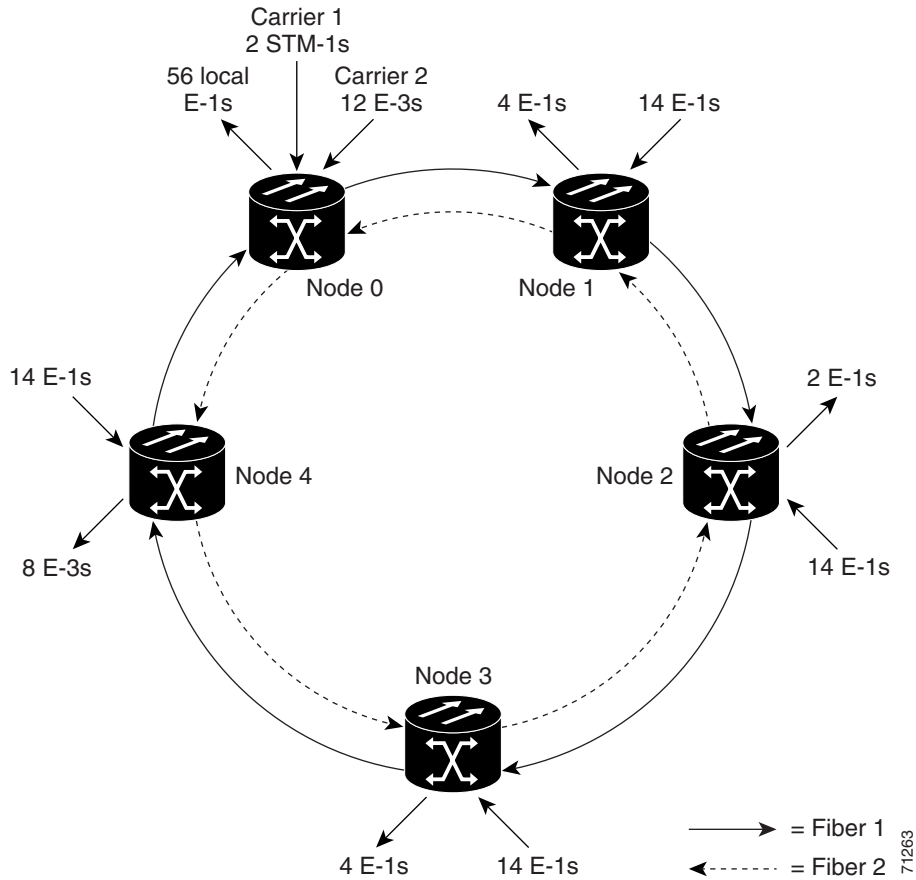 Carrier 1
2 STM-1s
56 local
E-1s
Carrier 2
12 E-3s
4 E-1s
14 E-1s
Node 0
Node 1
14 E-1s
2 E-1s
Node 4
Node 2
8 E-3s
14 E-1s
Node 3
4 E-1s
14 E-1s
= Fiber 1
= Fiber 2
71263